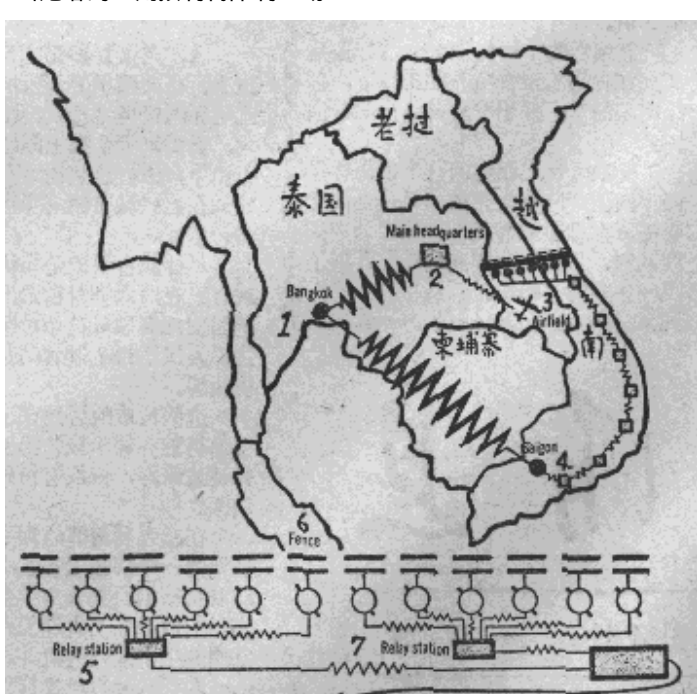 老挝
泰国
越
Main headquarters
2
Bangkok
1
3
Airfield
南
柬埔寨
Saigon
4
6
Fence
Relay station
5
7
Relay station